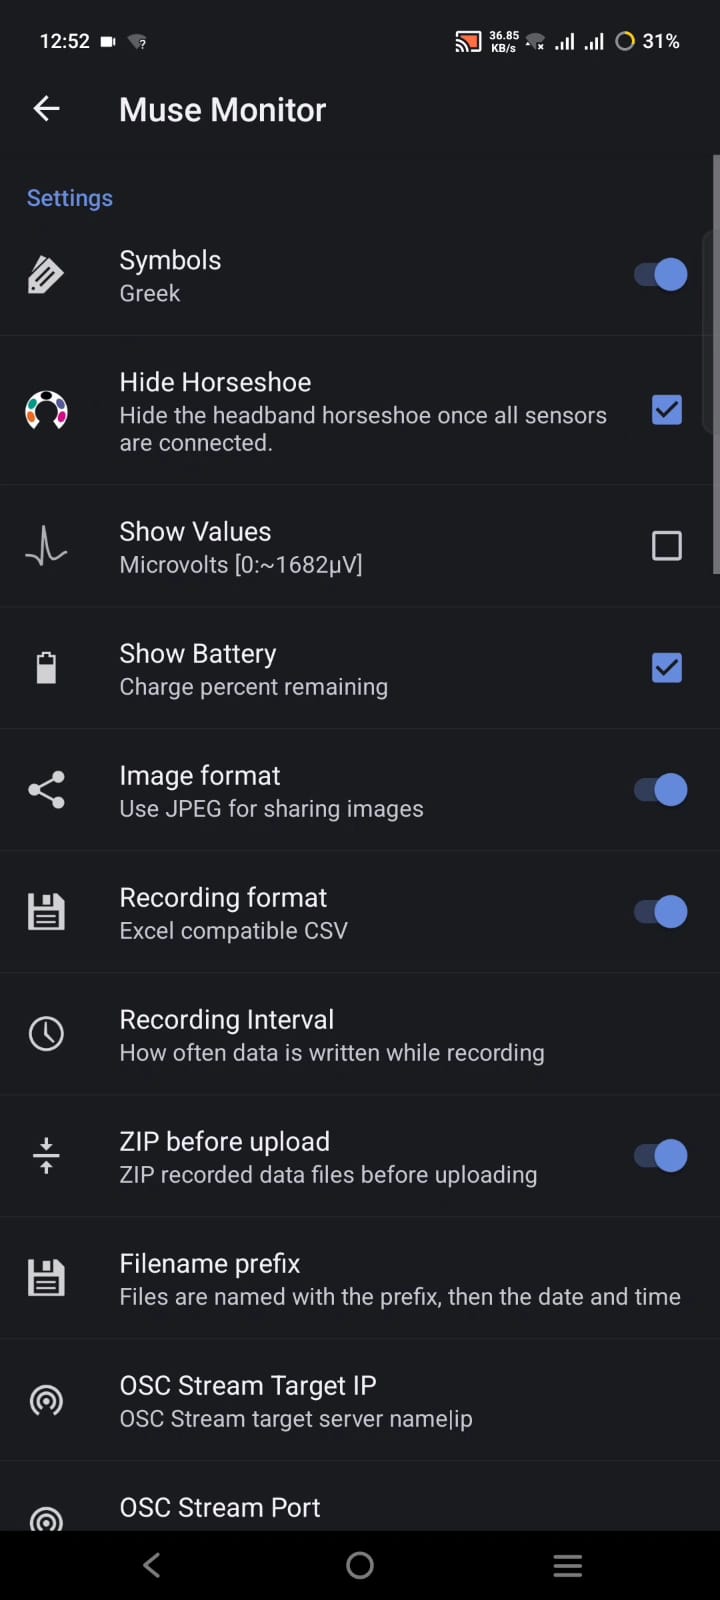 12:52
36.85
KB/s
31%
Muse Monitor
Settings
Symbols
Greek
Hide Horseshoe
Hide the headband horseshoe once all sensors
are connected.
Show Values
Microvolts [0:~1682µV]
Show Battery
Charge percent remaining
Image format
Use JPEG for sharing images
Recording format
Excel compatible CSV
Recording Interval
How often data is written while recording
ZIP before upload
ZIP recorded data files before uploading
Filename prefix
Files are named with the prefix, then the date and time
OSC Stream Target IP
OSC Stream target server name|ip
OSC Stream Port